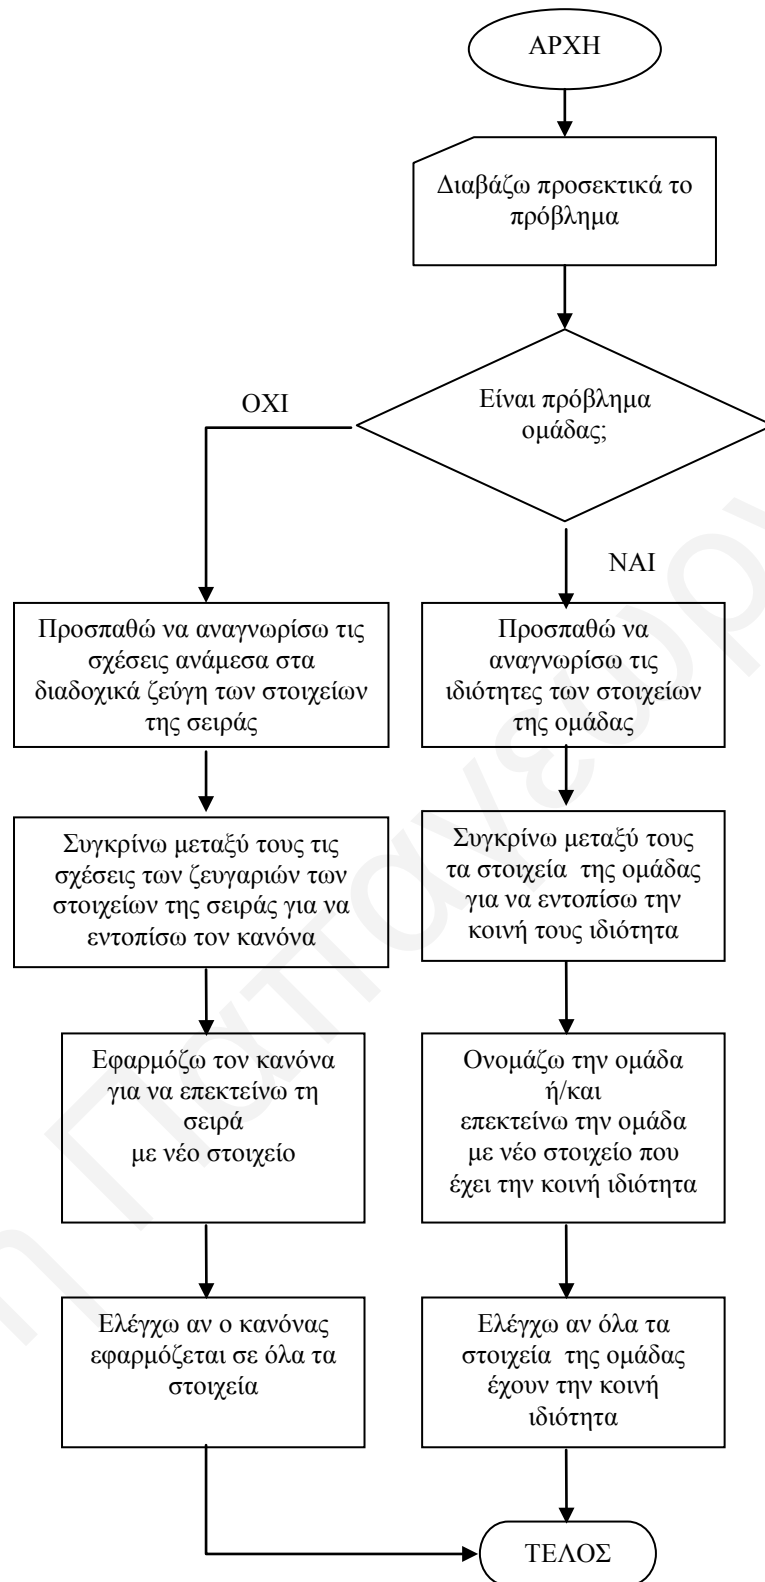 ΑΡΧΗ
Διαβάζω προσεκτικά το
πρόβλημα
Είναι πρόβλημα
ομάδας;
ΟΧΙ
ΝΑΙ
Προσπαθώ να αναγνωρίσω τις
σχέσεις ανάμεσα στα
διαδοχικά ζεύγη των στοιχείων
της σειράς
Προσπαθώ να
αναγνωρίσω τις
ιδιότητες των στοιχείων
της ομάδας
Συγκρίνω μεταξύ τους τις
σχέσεις των ζευγαριών των
στοιχείων της σειράς για να
εντοπίσω τον κανόνα
Συγκρίνω μεταξύ τους
τα στοιχεία της ομάδας
για να εντοπίσω την
κοινή τους ιδιότητα
Εφαρμόζω τον κανόνα
για να επεκτείνω τη
σειρά
με νέο στοιχείο
Ονομάζω την ομάδα
ή/και
επεκτείνω την ομάδα
με νέο στοιχείο που
έχει την κοινή ιδιότητα
Ελέγχω αν ο κανόνας
εφαρμόζεται σε όλα τα
στοιχεία
Ελέγχω αν όλα τα
στοιχεία της ομάδας
έχουν την κοινή
ιδιότητα
ΤΕΛΟΣ